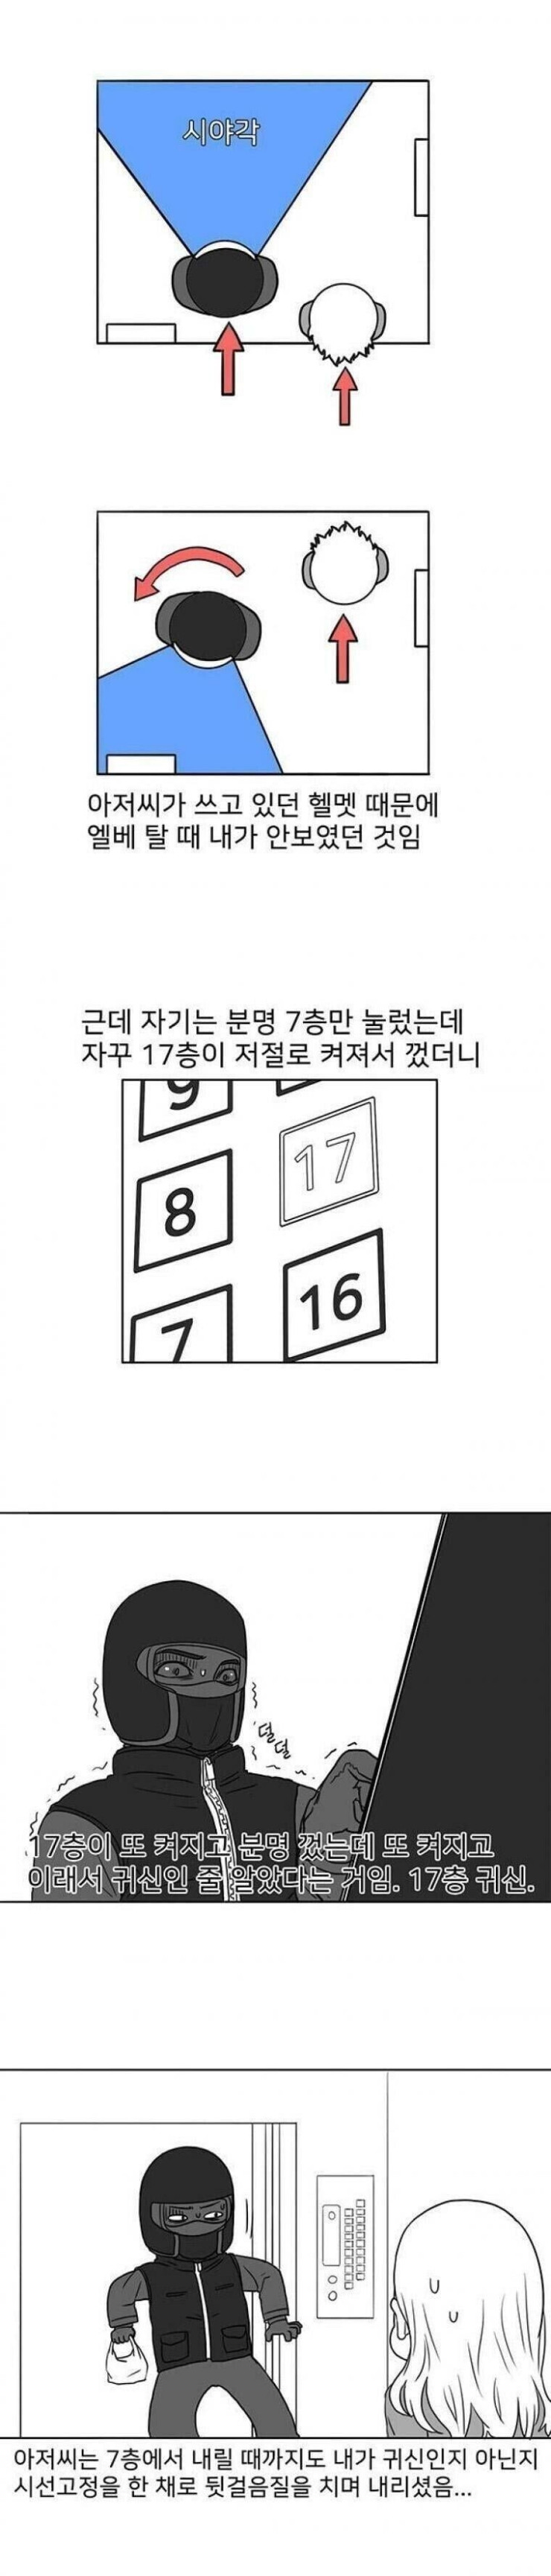 시야각
아저씨가 쓰고 있던 헬멧 때문에
엘베 탈 때 내가 안보였던 것임
근데 자기는 분명 7층만 눌렀는데
자꾸 17층이 저절로 켜져서 껐더니
9
17
8
16
7
덜덜
17층이 또 켜지고 분명 껐는데 또 켜지고
이래서 귀신인 줄 알았다는 거임. 17층 귀신.
아저씨는 7층에서 내릴 때까지도 내가 귀신인지 아닌지
시선고정을 한 채로 뒷걸음질을 치며 내리셨음...